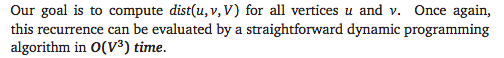 Our goal is to compute dist(u, v, V) for all vertices u and v. Once again,
this recurrence can be evaluated by a straightforward dynamic programming
algorithm in O(V³) time.